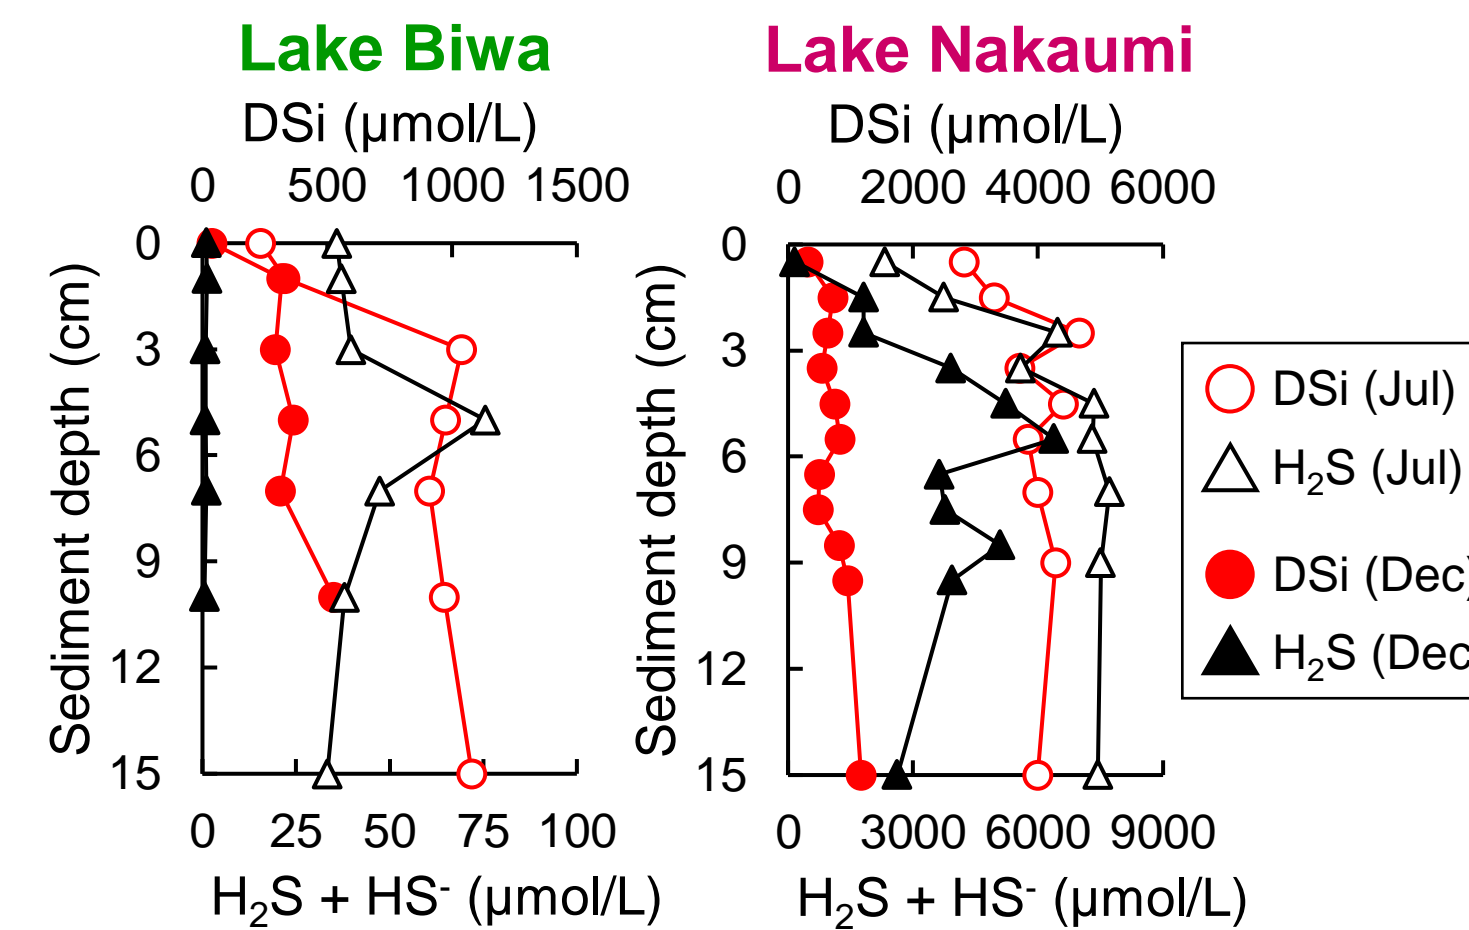 Lake Biwa
DSi (µmol/L)
0 500 1000 1500
0
3
6
9
12
15
Sediment depth (cm)
0 25 50 75 100
H₂S + HS⁻ (µmol/L)
Lake Nakaumi
DSi (µmol/L)
0 2000 4000 6000
0
3
6
9
12
15
Sediment depth (cm)
0 3000 6000 9000
H₂S + HS⁻ (µmol/L)
DSi (Jul)
H₂S (Jul)
DSi (Dec)
H₂S (Dec